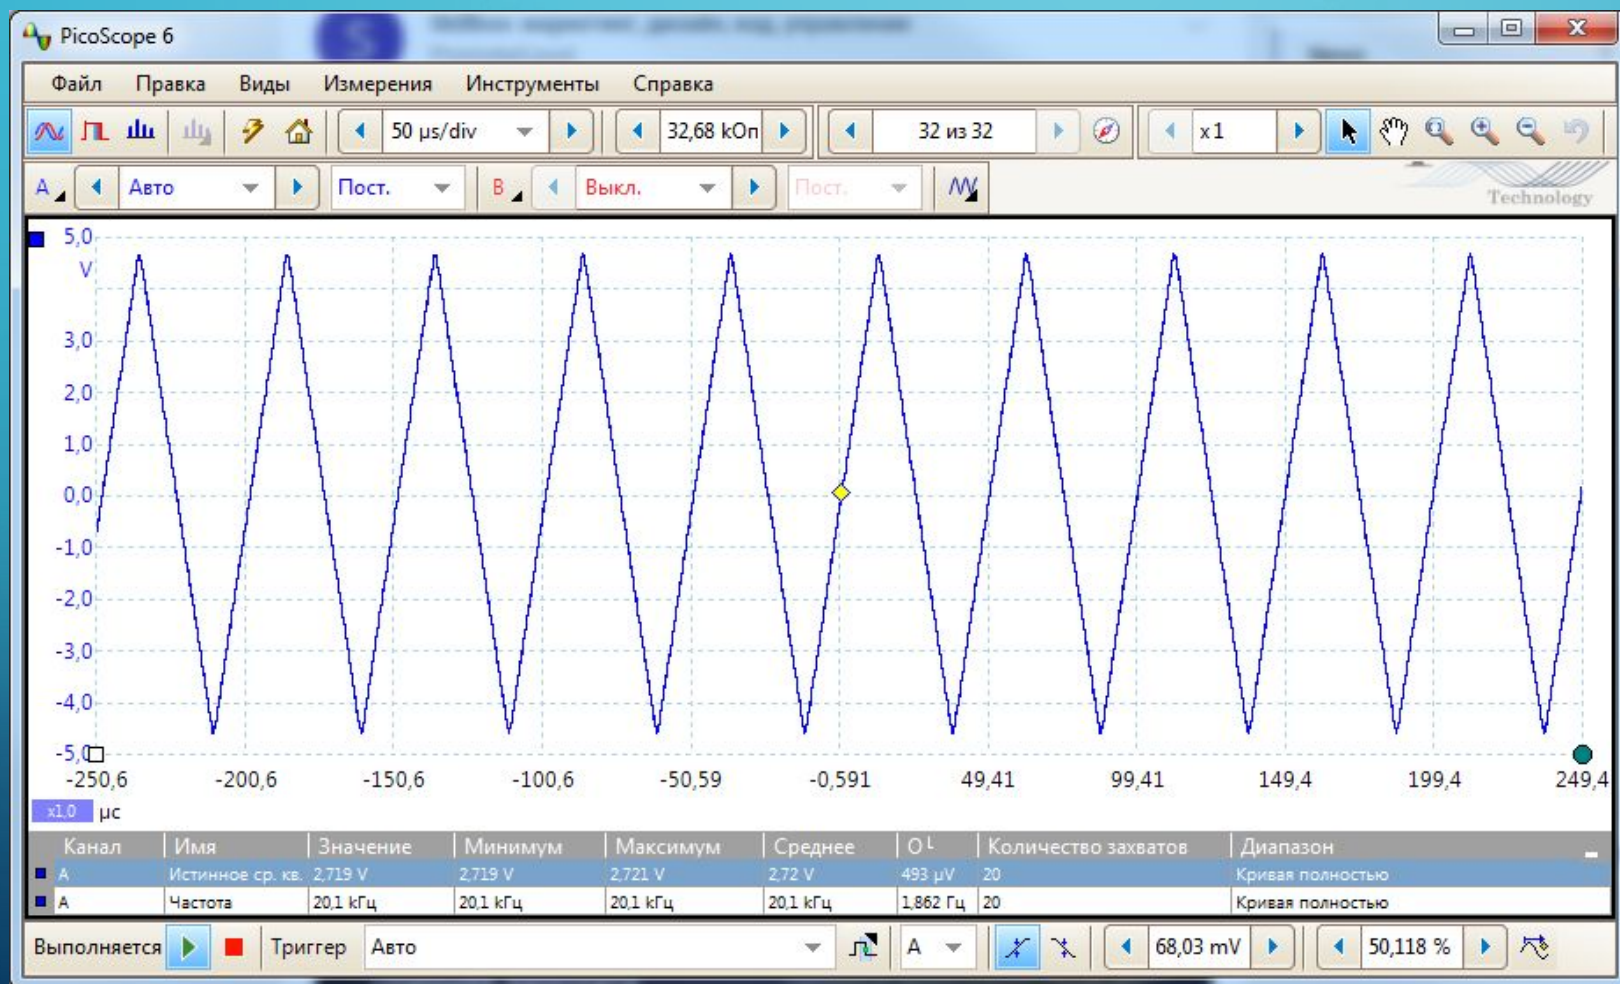 PicoScope 6
Файл Правка Виды Измерения Инструменты Справка
50 µs/div 32,68 kОп 32 из 32 x1
A Авто Пост. B Выкл. Пост.
Technology
5,0
V
3,0
2,0
1,0
0,0
-1,0
-2,0
-3,0
-4,0
-5,0
-250,6 -200,6 -150,6 -100,6 -50,59 -0,591 49,41 99,41 149,4 199,4 249,4
x1,0 µс
Канал Имя Значение Минимум Максимум Среднее Количество захватов Диапазон
A Истинное ср. кв. 2,719 V 2,719 V 2,721 V 2,72 V 493 µV 20 Кривая полностью
A Частота 20,1 kГц 20,1 kГц 20,1 kГц 20,1 kГц 1,862 Гц 20 Кривая полностью
Выполняется Триггер Авто A 68,03 mV 50,118 %